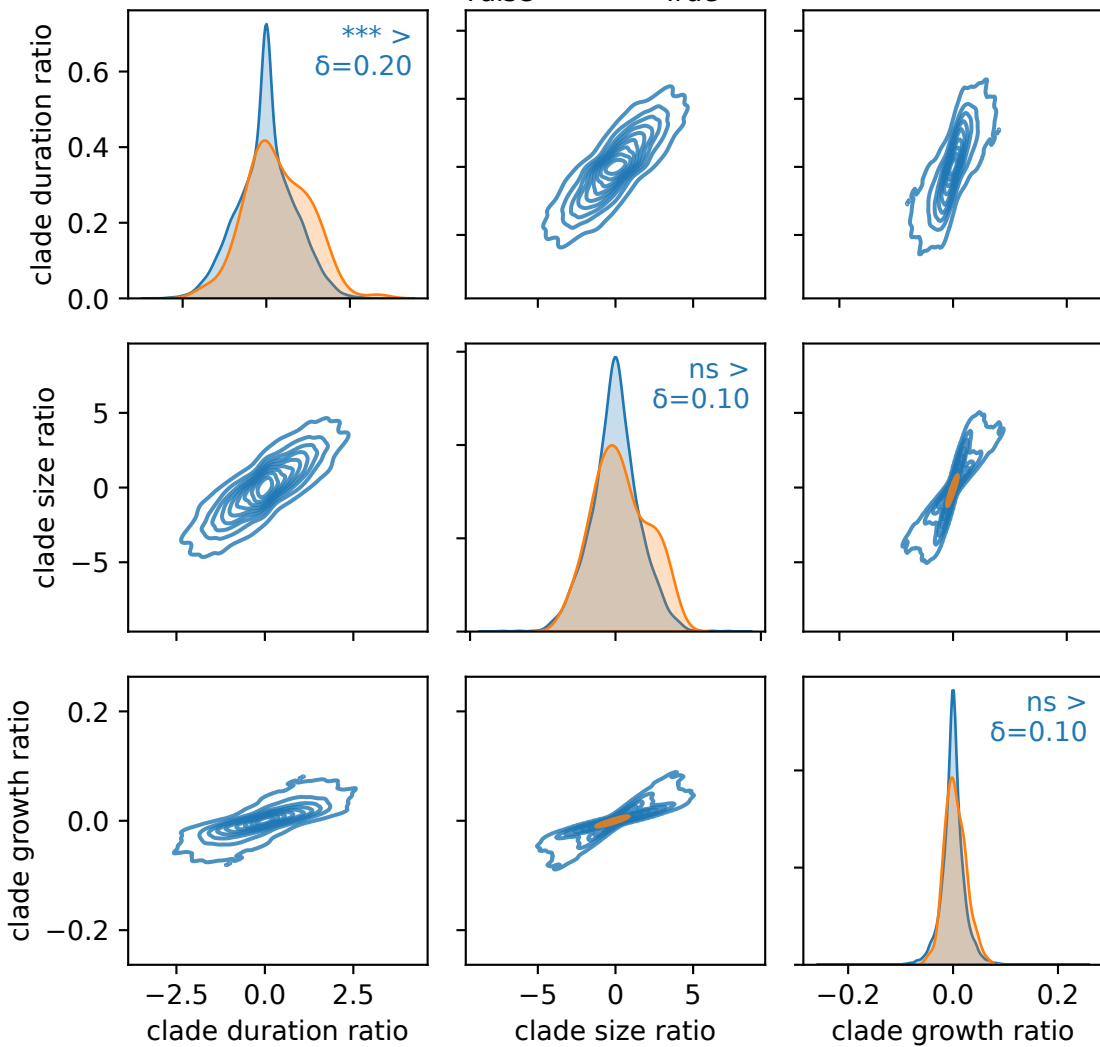 clade duration ratio
0.6
0.4
0.2
0.0
*** >
δ=0.20
clade size ratio
5
0
−5
ns >
δ=0.10
clade growth ratio
0.2
0.0
−0.2
ns >
δ=0.10
−2.5 0.0 2.5
clade duration ratio
−5 0 5
clade size ratio
−0.2 0.0 0.2
clade growth ratio